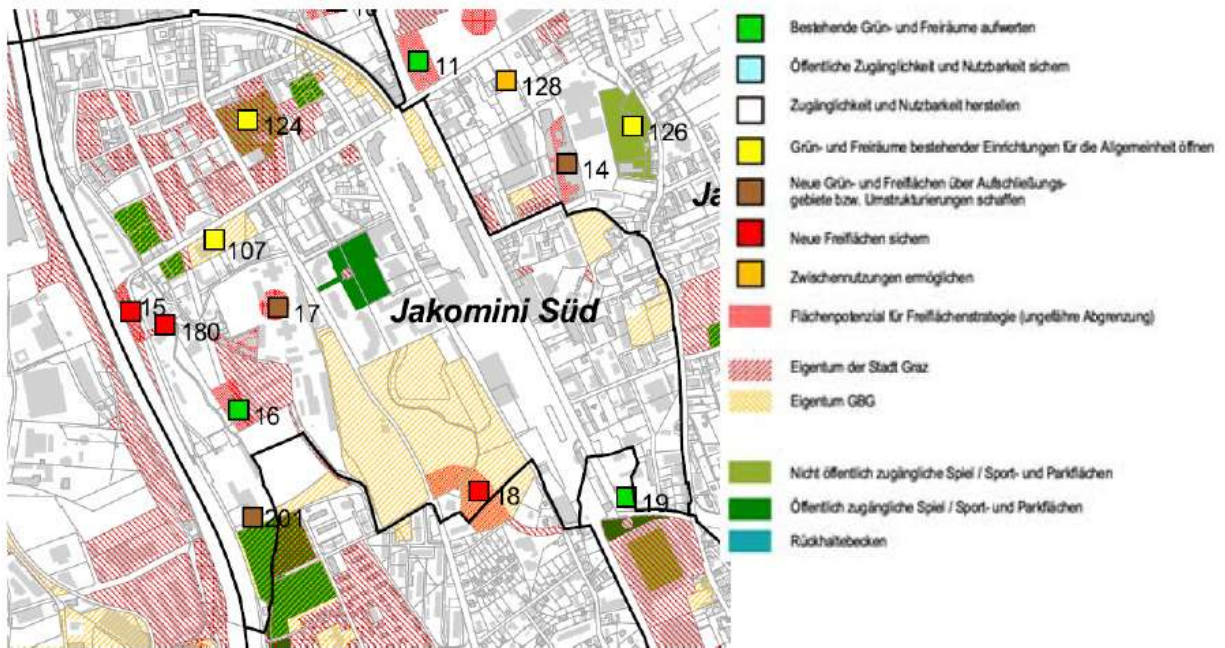 11
128
124
126
14
Ja
107
15
17
180
Jakomini Süd
16
18
19
201
Bestehende Grün- und Freiräume aufwerten
Öffentliche Zugänglichkeit und Nutzbarkeit sichern
Zugänglichkeit und Nutzbarkeit herstellen
Grün- und Freiräume bestehender Einrichtungen für die Allgemeinheit öffnen
Neue Grün- und Freiflächen über Aufschließungs-
gebiete bzw. Umstrukturierungen schaffen
Neue Freiflächen sichern
Zwischennutzungen ermöglichen
Flächenpotenzial für Freiflächenstrategie (ungefähre Abgrenzung)
Eigentum der Stadt Graz
Eigentum GBG
Nicht öffentlich zugängliche Spiel / Sport- und Parkflächen
Öffentlich zugängliche Spiel / Sport- und Parkflächen
Rückhaltebecken